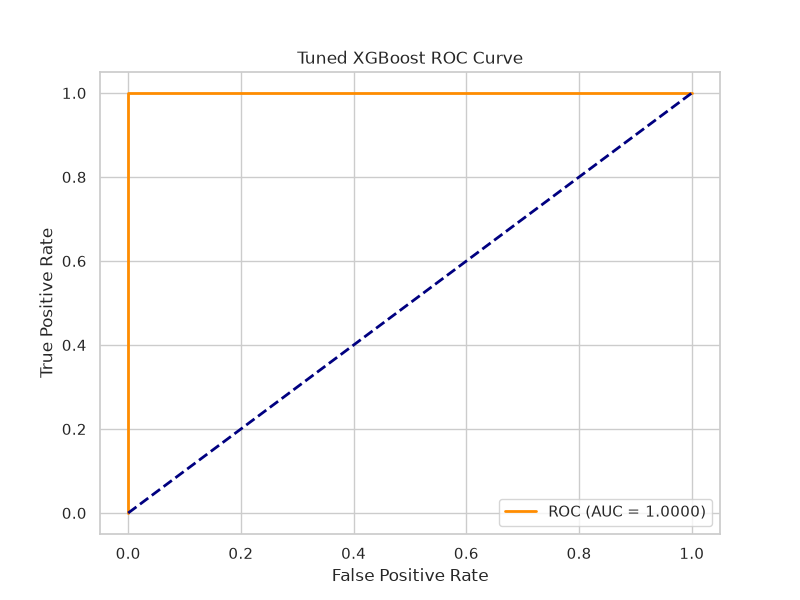 Tuned XGBoost ROC Curve
True Positive Rate
1.0
0.8
0.6
0.4
0.2
0.0
ROC (AUC = 1.0000)
0.0 0.2 0.4 0.6 0.8 1.0
False Positive Rate